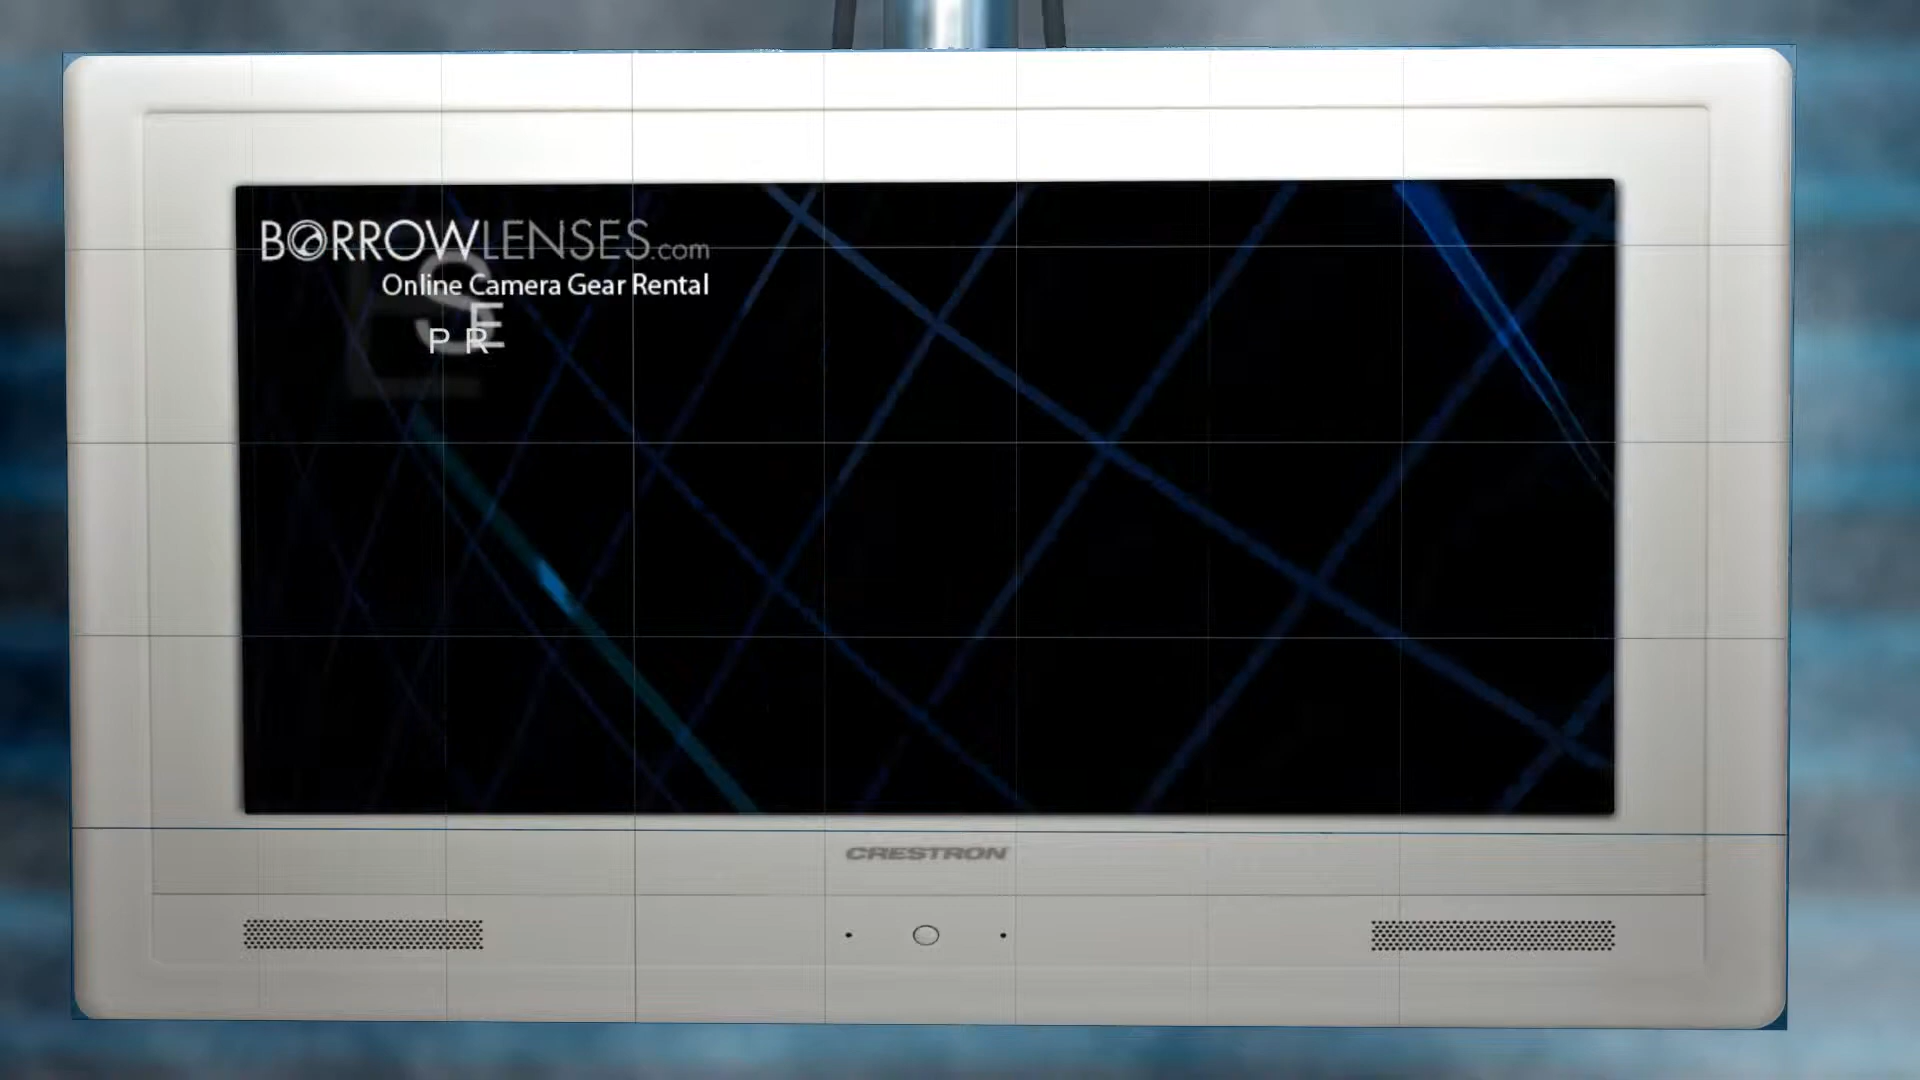 BORROWLENSES.com
Online Camera Gear Rental
S
E
P R
CRESTRON